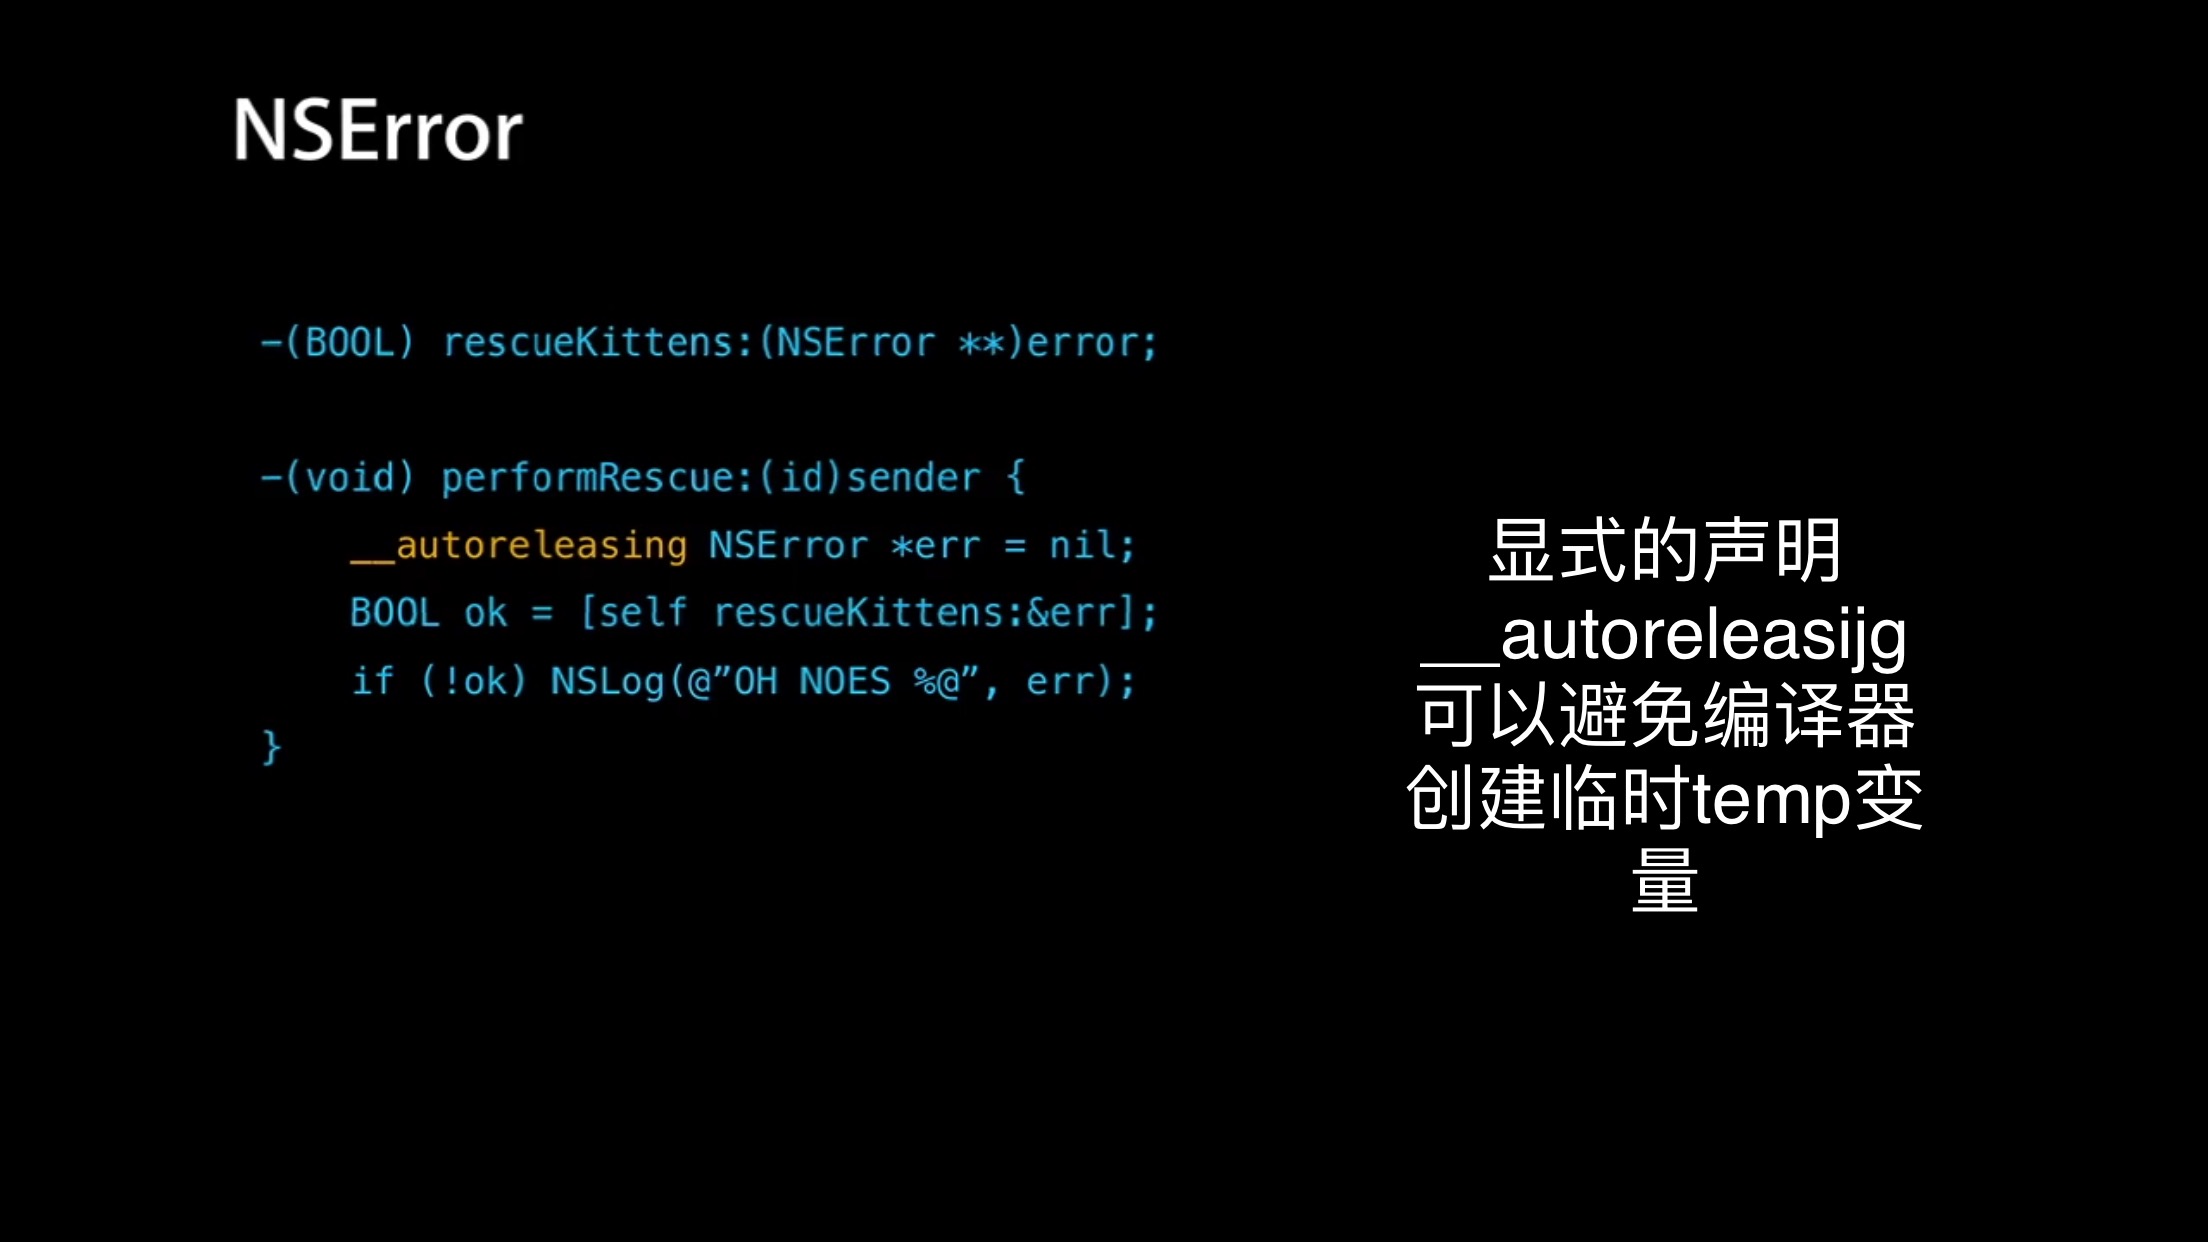 NSError
-(BOOL) rescueKittens:(NSError **)error;
-(void) performRescue:(id)sender {
__autoreleasing NSError *err = nil;
BOOL ok = [self rescueKittens:&err];
if (!ok) NSLog(@”OH NOES %@”, err);
}
显式的声明
__autoreleasijg
可以避免编译器
创建临时temp变
量